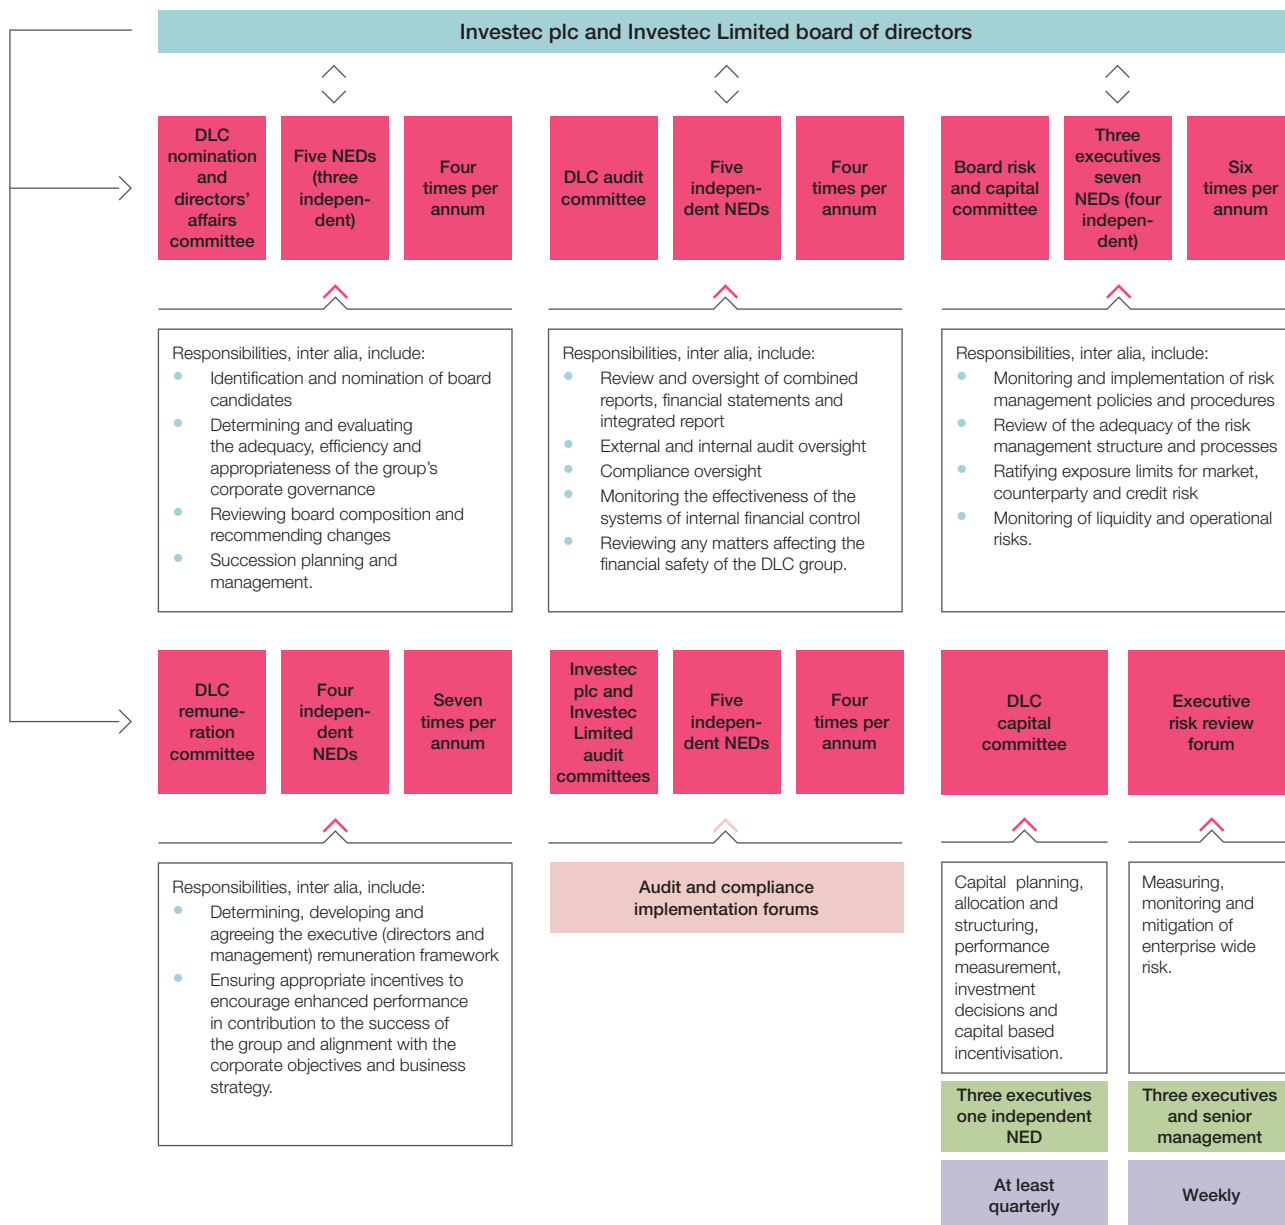 Investec plc and Investec Limited board of directors
DLC
nomination
and
directors'
affairs
committee
Five NEDs
(three
indepen-
dent)
Four
times per
annum
DLC audit
committee
Five
indepen-
dent NEDs
Four
times per
annum
Board risk
and capital
committee
Three
executives
seven
NEDs (four
indepen-
dent)
Six
times per
annum
Responsibilities, inter alia, include:
• Identification and nomination of board
candidates
• Determining and evaluating
the adequacy, efficiency and
appropriateness of the group's
corporate governance
• Reviewing board composition and
recommending changes
• Succession planning and
management.
Responsibilities, inter alia, include:
• Review and oversight of combined
reports, financial statements and
integrated report
• External and internal audit oversight
• Compliance oversight
• Monitoring the effectiveness of the
systems of internal financial control
• Reviewing any matters affecting the
financial safety of the DLC group.
Responsibilities, inter alia, include:
• Monitoring and implementation of risk
management policies and procedures
• Review of the adequacy of the risk
management structure and processes
• Ratifying exposure limits for market,
counterparty and credit risk
• Monitoring of liquidity and operational
risks.
DLC
remune-
ration
committee
Four
indepen-
dent
NEDs
Seven
times per
annum
Investec
plc and
Investec
Limited
audit
committees
Five
indepen-
dent NEDs
Four
times per
annum
DLC
capital
committee
Executive
risk review
forum
Responsibilities, inter alia, include:
• Determining, developing and
agreeing the executive (directors and
management) remuneration framework
• Ensuring appropriate incentives to
encourage enhanced performance
in contribution to the success of
the group and alignment with the
corporate objectives and business
strategy.
Audit and compliance
implementation forums
Capital planning,
allocation and
structuring,
performance
measurement,
investment
decisions and
capital based
incentivisation.
Measuring,
monitoring and
mitigation of
enterprise wide
risk.
Three executives
one independent
NED
Three executives
and senior
management
At least
quarterly
Weekly